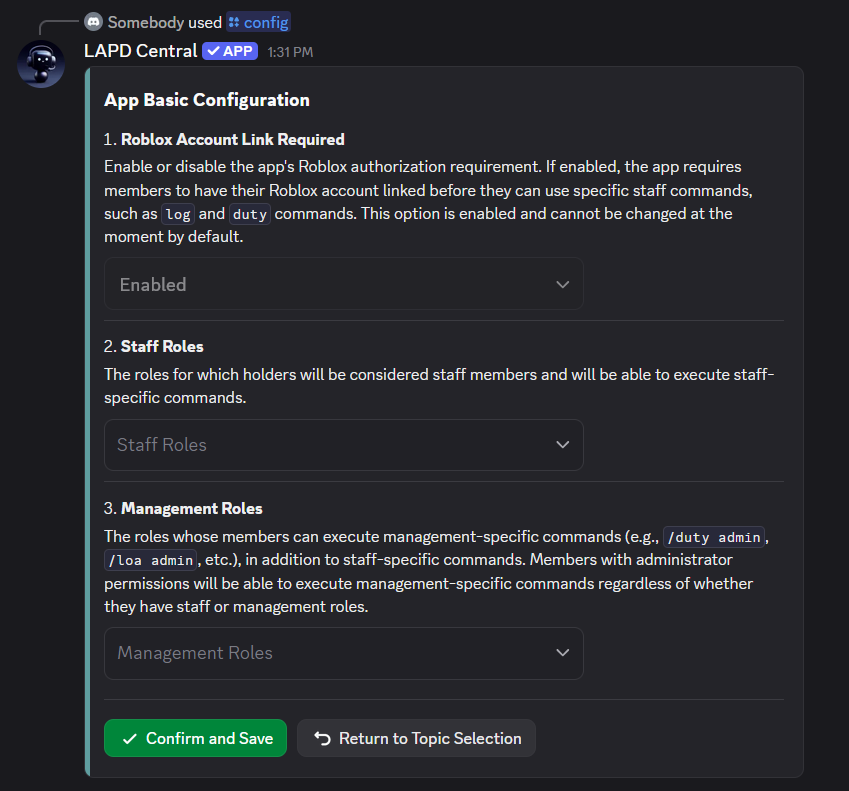 Somebody used config
LAPD Central ✓ APP 1:31 PM
App Basic Configuration
1. Roblox Account Link Required
Enable or disable the app's Roblox authorization requirement. If enabled, the app requires
members to have their Roblox account linked before they can use specific staff commands,
such as log and duty commands. This option is enabled and cannot be changed at the
moment by default.
Enabled
2. Staff Roles
The roles for which holders will be considered staff members and will be able to execute staff-
specific commands.
Staff Roles
3. Management Roles
The roles whose members can execute management-specific commands (e.g., /duty admin,
/loa admin, etc.), in addition to staff-specific commands. Members with administrator
permissions will be able to execute management-specific commands regardless of whether
they have staff or management roles.
Management Roles
Confirm and Save Return to Topic Selection